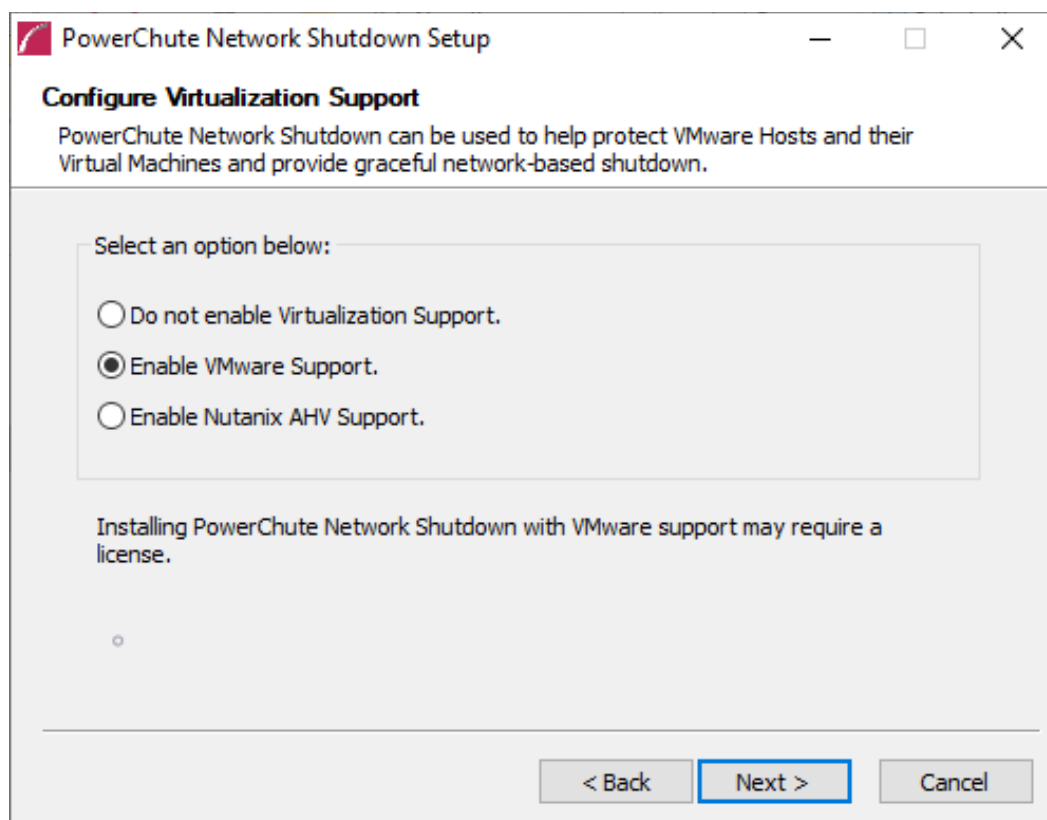 PowerChute Network Shutdown Setup
Configure Virtualization Support
PowerChute Network Shutdown can be used to help protect VMware Hosts and their
Virtual Machines and provide graceful network-based shutdown.
Select an option below:
Do not enable Virtualization Support.
Enable VMware Support.
Enable Nutanix AHV Support.
Installing PowerChute Network Shutdown with VMware support may require a
license.
< Back
Next >
Cancel